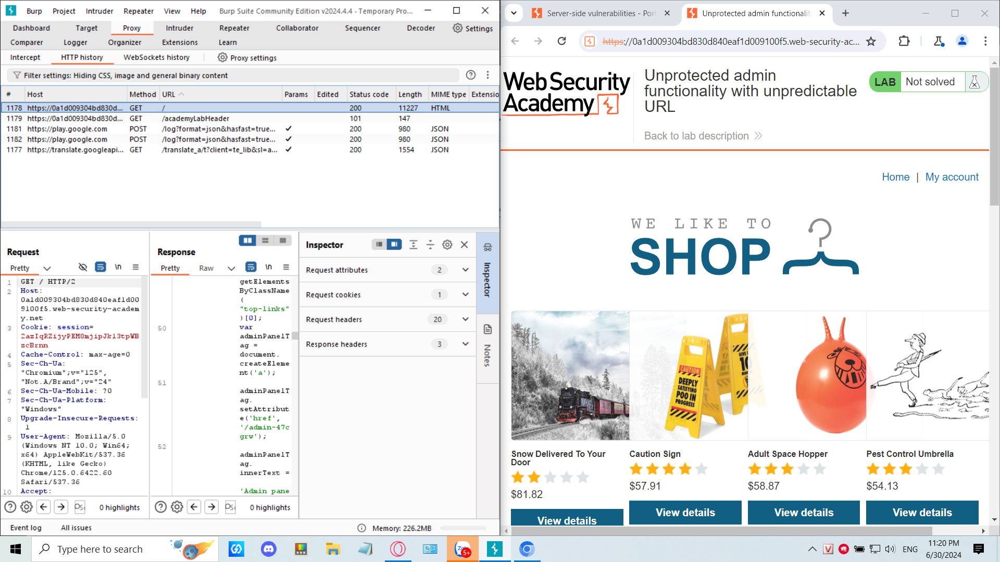 Burp Project Intruder Repeater View Help Burp Suite Community Edition v2024.4.4 - Temporary Pro...
Dashboard Target Proxy Intruder Repeater Collaborator Sequencer Decoder Settings
Comparer Logger Organizer Extensions Learn
Intercept HTTP history WebSockets history Proxy settings
Filter settings: Hiding CSS, image and general binary content
# Host Method URL Params Edited Status code Length MIME type Extensio
1178 https://0a1d009304bd830d... GET / 200 11227 HTML
1179 https://0a1d009304bd830d... GET /academyLabHeader 101 147
1181 https://play.google.com POST /log?format=json&hasfast=true... ✓ 200 980 JSON
1182 https://play.google.com POST /log?format=json&hasfast=true... ✓ 200 980 JSON
1177 https://translate.googleapi... GET /translate_a/t?client=te_lib&sl=a... ✓ 200 1554 JSON
Request
Pretty \n
1 GET / HTTP/2
2 Host:
0a1d009304bd830d840eaf1d00
9100f5.web-security-academ
y.net
3 Cookie: session=
2azIqRZijyPEM8mjipJkl3tpWB
zcBrnn
4 Cache-Control: max-age=0
5 Sec-Ch-Ua:
"Chromium";v="125",
"Not.A/Brand";v="24"
6 Sec-Ch-Ua-Mobile: ?0
7 Sec-Ch-Ua-Platform:
"Windows"
8 Upgrade-Insecure-Requests:
1
9 User-Agent: Mozilla/5.0
(Windows NT 10.0; Win64;
x64) AppleWebKit/537.36
(KHTML, like Gecko)
Chrome/125.0.6422.60
Safari/537.36
10 Accept:
0 highlights
Response
Pretty Raw \n
getElements
ByClassName
(
"top-links"
)[0];
50 var
adminPanelT
ag =
document.
createEleme
nt('a');
51
adminPanelT
ag.
setAttribut
e('href',
'/admin-47c
grw');
52
adminPanelT
ag.
innerText =
'Admin pane
0 highlights
Inspector
Request attributes 2
Request cookies 1
Request headers 20
Response headers 3
Inspector
Notes
Event log All issues Memory: 226.2MB
Server-side vulnerabilities - Por
Unprotected admin functionalit
https://0a1d009304bd830d840eaf1d009100f5.web-security-ac...
Web Security
Academy
Unprotected admin
functionality with unpredictable
URL
Back to lab description
LAB Not solved
Home | My account
WE LIKE TO
SHOP
CAUTION
DEEPLY
SATISFYING
POO IN
PROGRESS
Snow Delivered To Your
Door
$81.82
View details
Caution Sign
$57.91
View details
Adult Space Hopper
$58.87
View details
Pest Control Umbrella
$54.13
View details
Type here to search
5+
ENG
11:20 PM
6/30/2024